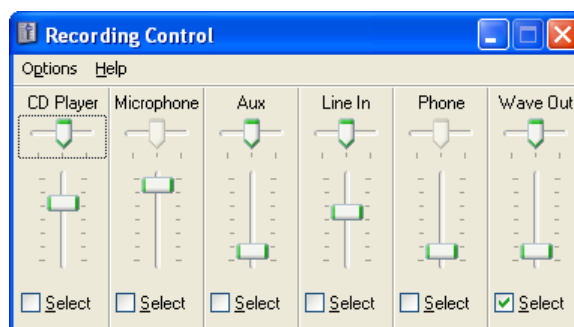 Recording Control
Options Help
CD Player Microphone Aux Line In Phone Wave Out
Select Select Select Select Select Select